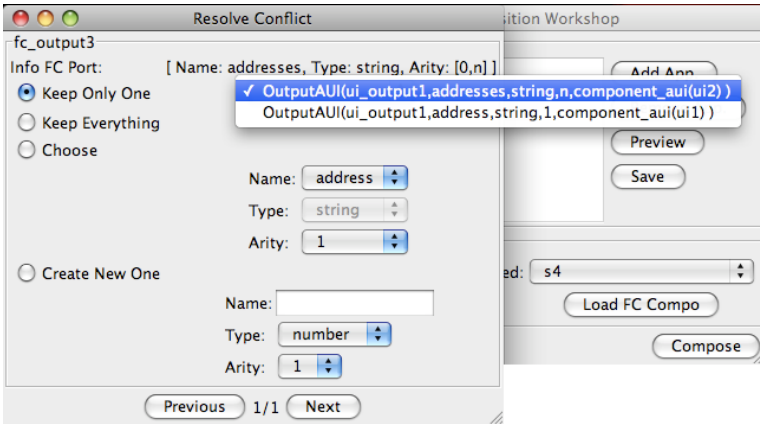 Resolve Conflict
sition Workshop
fc_output3
Info FC Port: [ Name: addresses, Type: string, Arity: [0,n] ]
Add App
Keep Only One
✓ OutputAUI(ui_output1,addresses,string,n,component_aui(ui2) )
OutputAUI(ui_output1,address,string,1,component_aui(ui1) )
Keep Everything
Choose
Preview
Save
Name: address
Type: string
Arity: 1
Create New One
ed: s4
Name:
Load FC Compo
Type: number
Compose
Arity: 1
Previous 1/1 Next